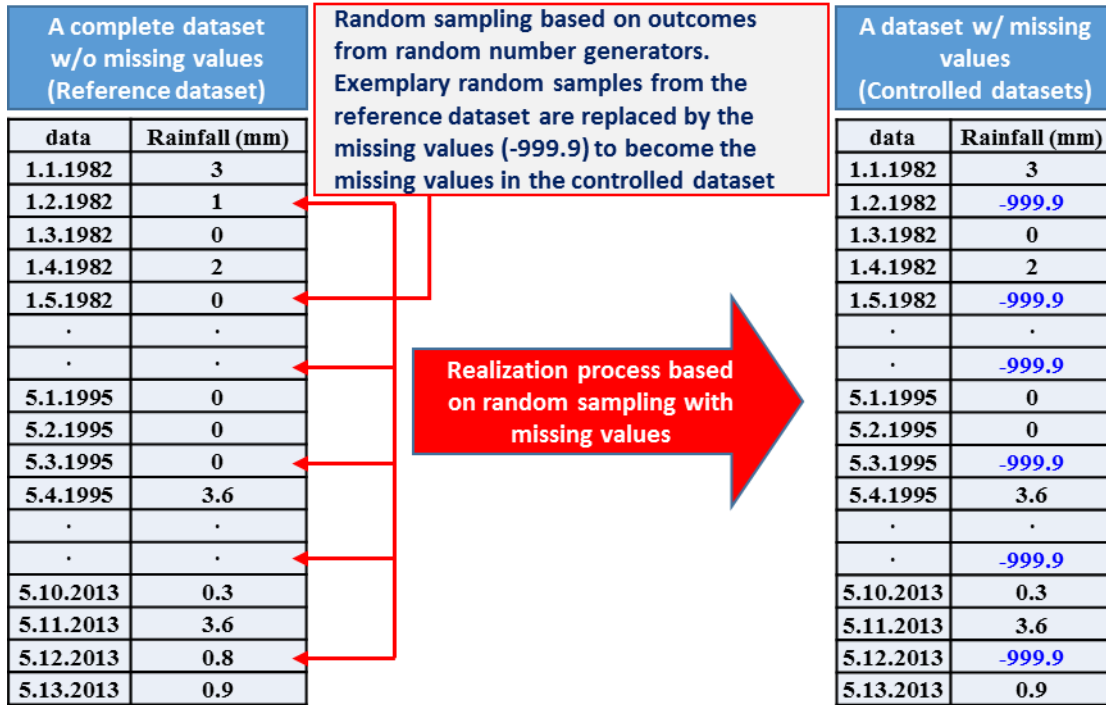 A complete dataset
w/o missing values
(Reference dataset)
Random sampling based on outcomes
from random number generators.
Exemplary random samples from the
reference dataset are replaced by the
missing values (-999.9) to become the
missing values in the controlled dataset
A dataset w/ missing
values
(Controlled datasets)
data Rainfall (mm)
1.1.1982 3
1.2.1982 1
1.3.1982 0
1.4.1982 2
1.5.1982 0
. .
. .
5.1.1995 0
5.2.1995 0
5.3.1995 0
5.4.1995 3.6
. .
. .
5.10.2013 0.3
5.11.2013 3.6
5.12.2013 0.8
5.13.2013 0.9
Realization process based
on random sampling with
missing values
data Rainfall (mm)
1.1.1982 3
1.2.1982 -999.9
1.3.1982 0
1.4.1982 2
1.5.1982 -999.9
. .
. -999.9
5.1.1995 0
5.2.1995 0
5.3.1995 -999.9
5.4.1995 3.6
. .
. -999.9
5.10.2013 0.3
5.11.2013 3.6
5.12.2013 -999.9
5.13.2013 0.9